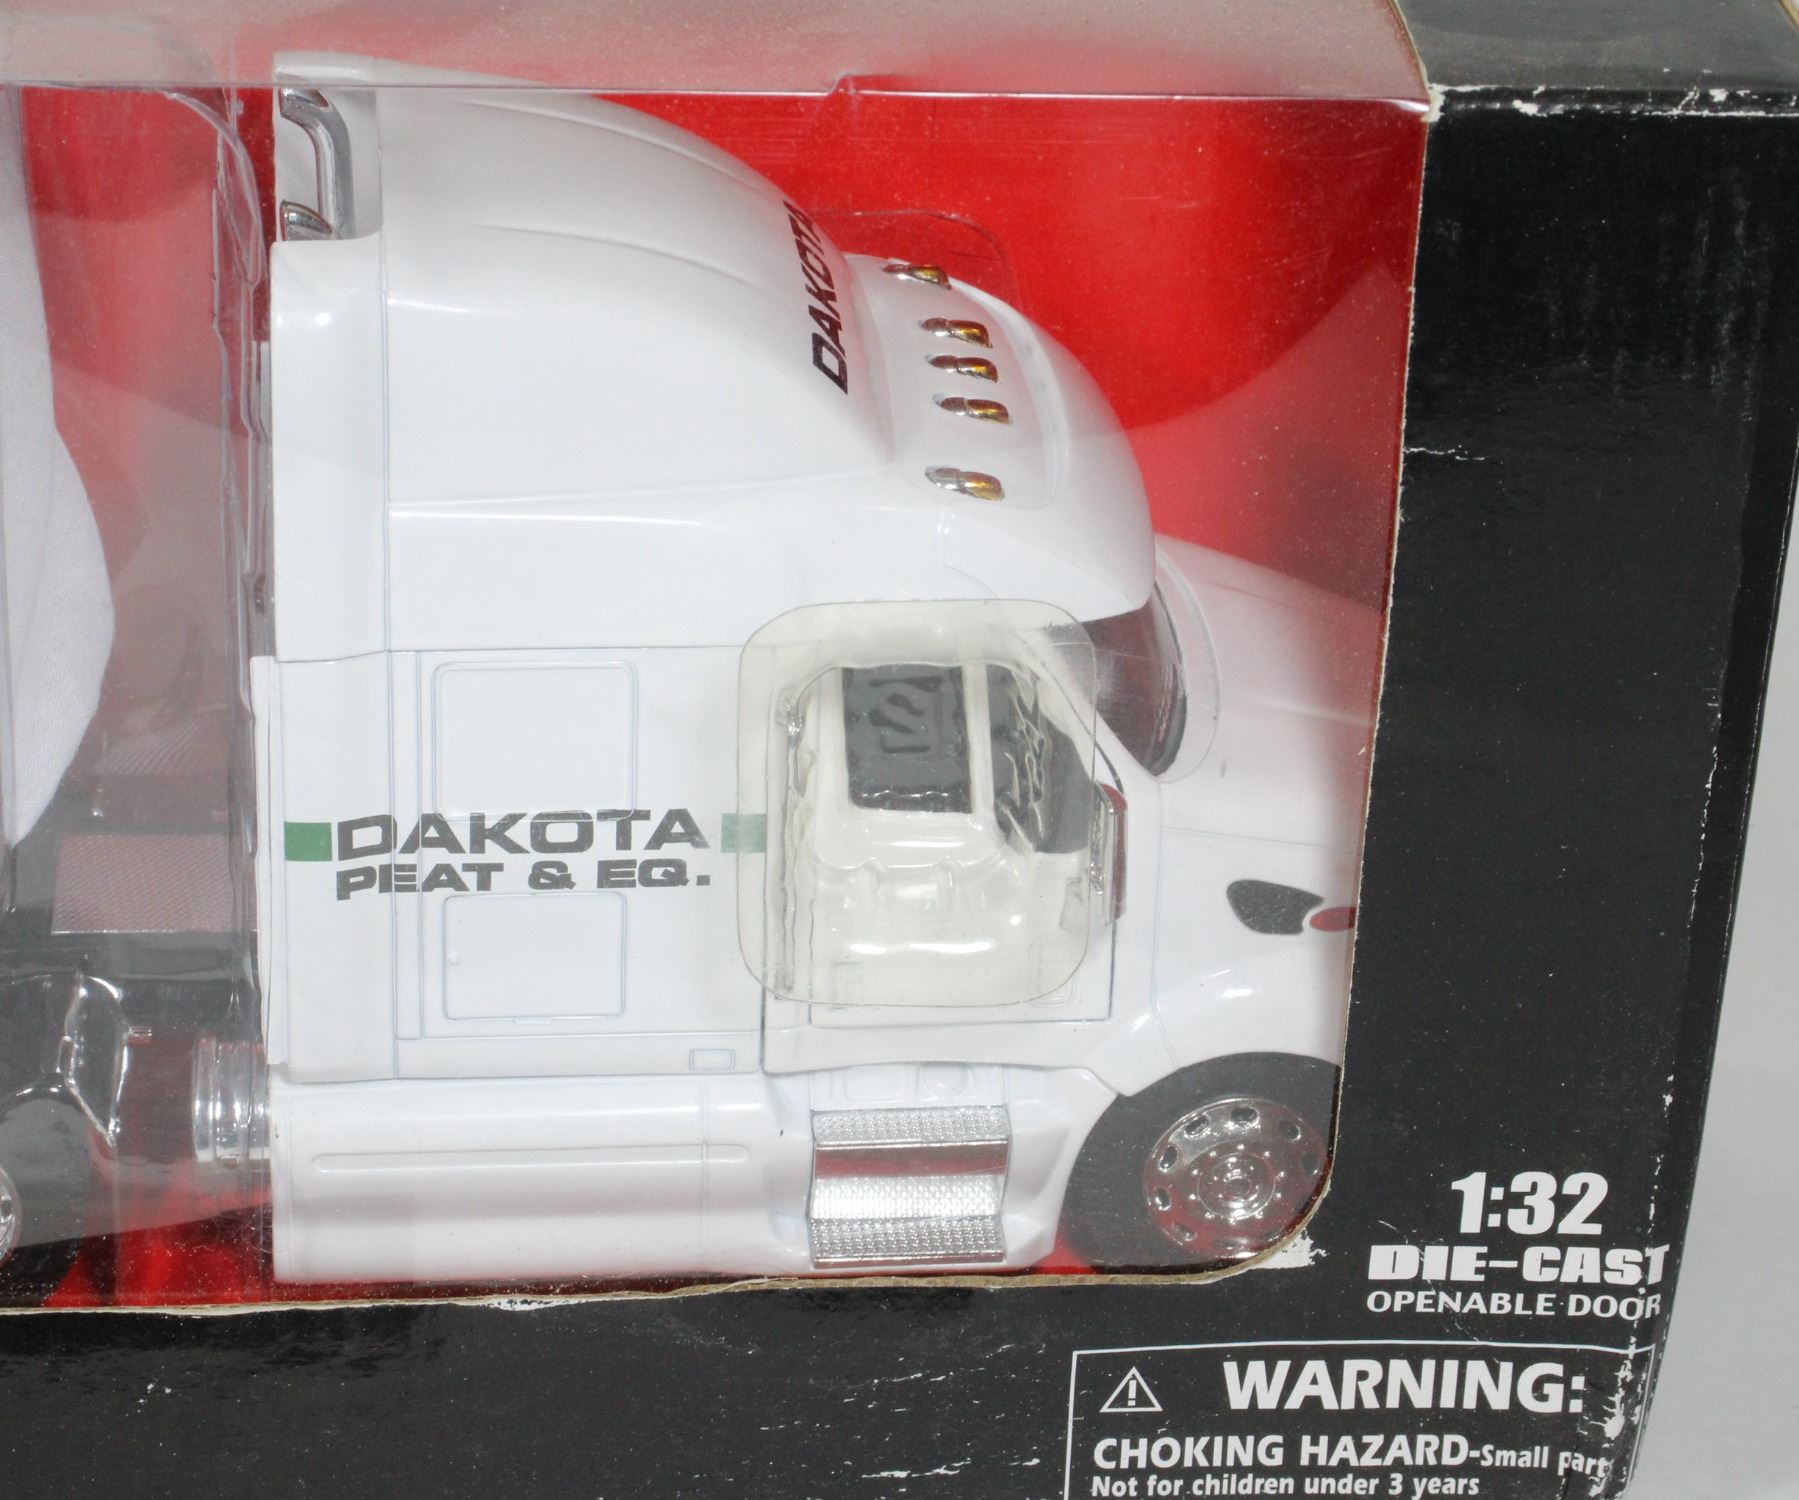 DAKOTA
DAKOTA
PEAT & EQ.
1:32
DIE-CAST
OPENABLE DOOR
WARNING:
CHOKING HAZARD-Small part
Not for children under 3 years